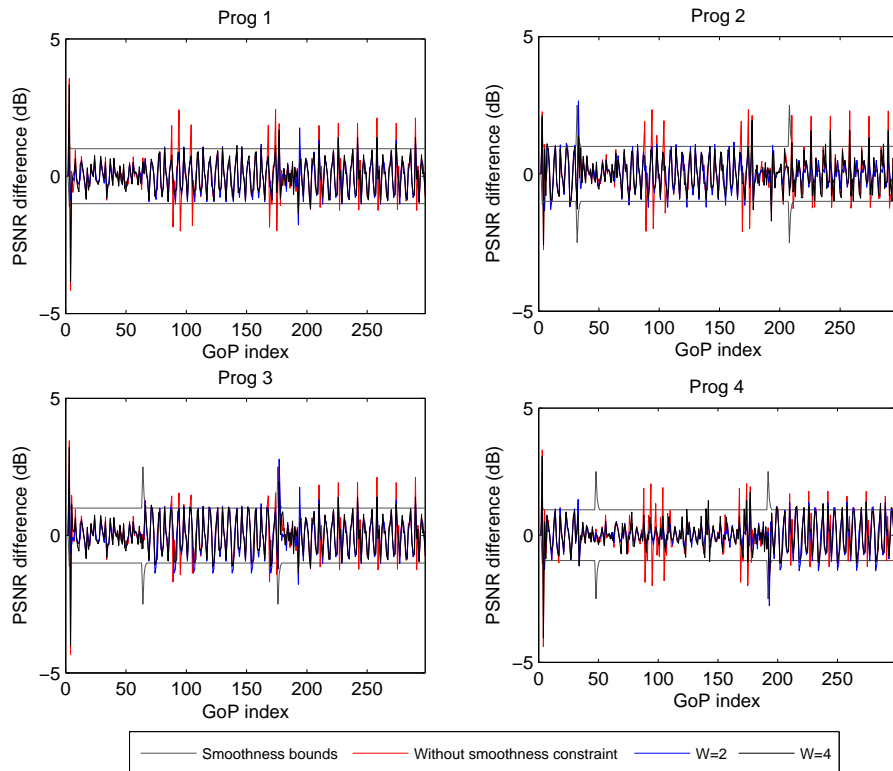 Prog 1
5
0
−5
PSNR difference (dB)
0 50 100 150 200 250
GoP index
Prog 2
5
0
−5
PSNR difference (dB)
0 50 100 150 200 250
GoP index
Prog 3
5
0
−5
PSNR difference (dB)
0 50 100 150 200 250
GoP index
Prog 4
5
0
−5
PSNR difference (dB)
0 50 100 150 200 250
GoP index
Smoothness bounds Without smoothness constraint W=2 W=4